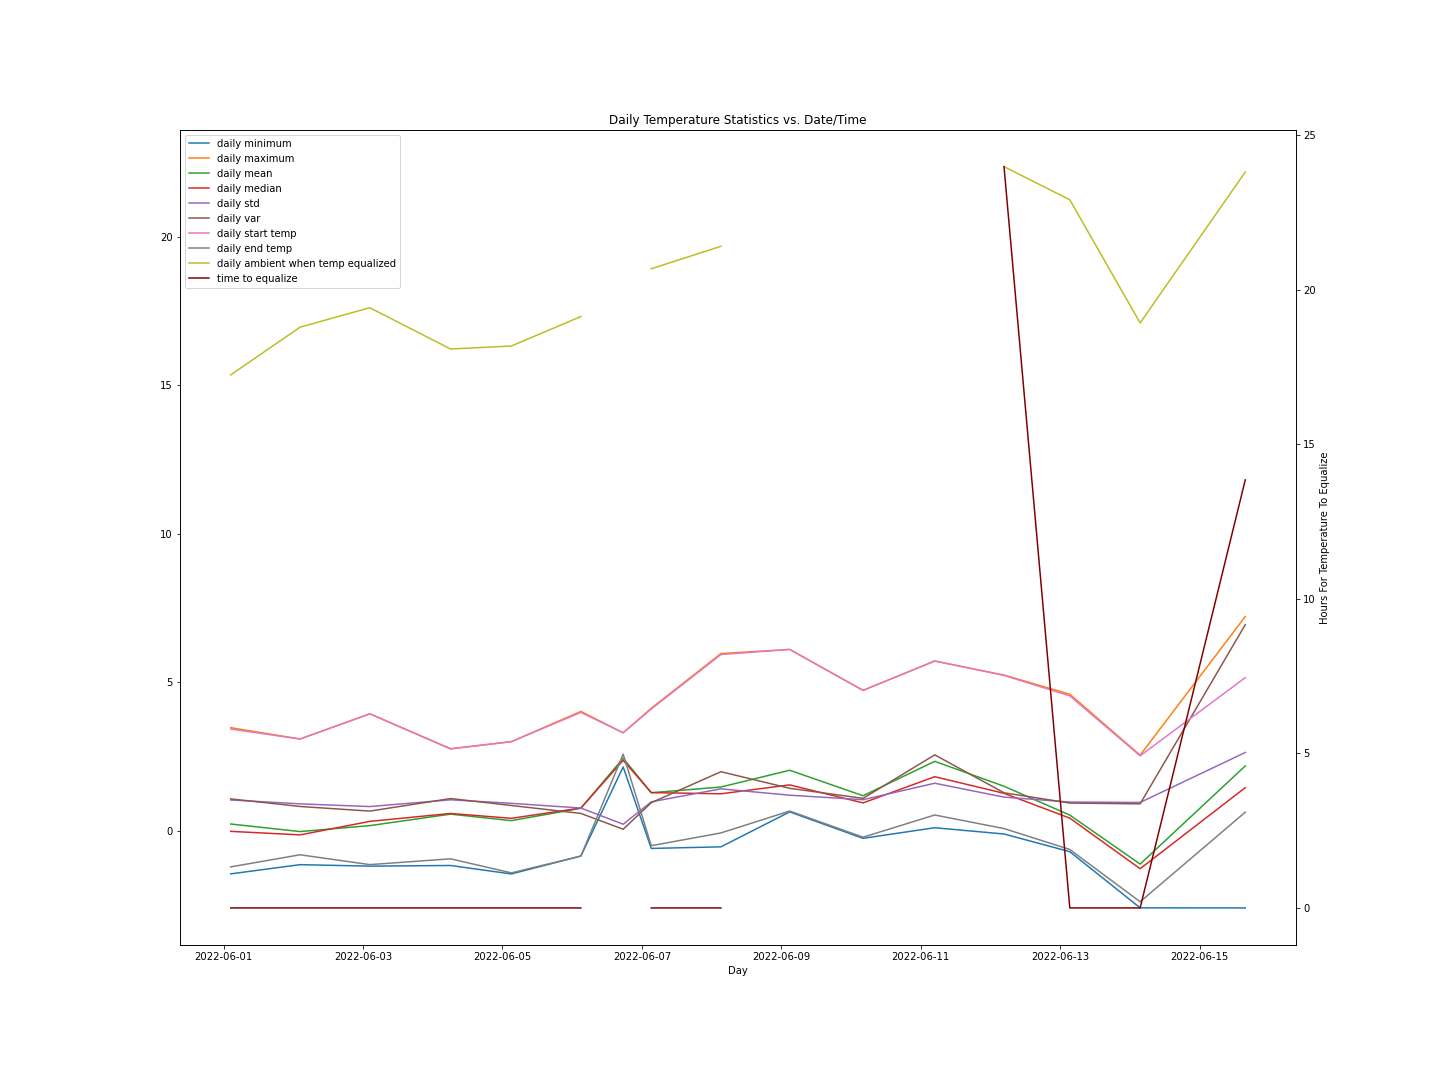 Daily Temperature Statistics vs. Date/Time
daily minimum
daily maximum
daily mean
daily median
daily std
daily var
daily start temp
daily end temp
daily ambient when temp equalized
time to equalize
20
15
10
5
0
25
20
15
10
5
0
Hours For Temperature To Equalize
2022-06-01 2022-06-03 2022-06-05 2022-06-07 2022-06-09 2022-06-11 2022-06-13 2022-06-15
Day